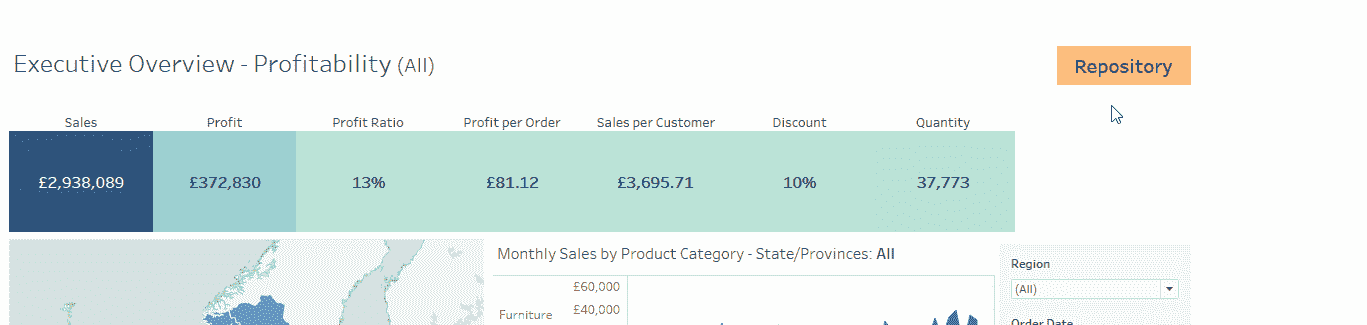 Executive Overview - Profitability (All)
Repository
Sales Profit Profit Ratio Profit per Order Sales per Customer Discount Quantity
£2,938,089 £372,830 13% £81.12 £3,695.71 10% 37,773
Monthly Sales by Product Category - State/Provinces: All
£60,000
Furniture £40,000
Region
(All)
Order Date